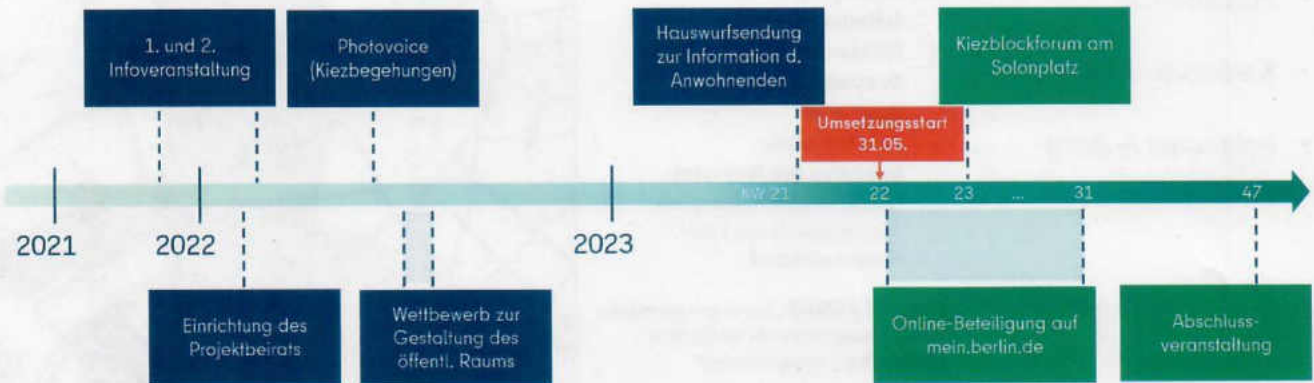 1. und 2.
Infoveranstaltung
Photovoice
(Kiezbegehungen)
Hauswurfsendung
zur Information d.
Anwohnenden
Kiezblockforum am
Solonplatz
Umsetzungsstart
31.05.
KW 21
22
23
...
31
47
2021
2022
2023
Einrichtung des
Projektbeirats
Wettbewerb zur
Gestaltung des
öffentl. Raums
Online-Beteiligung auf
mein.berlin.de
Abschluss-
veranstaltung